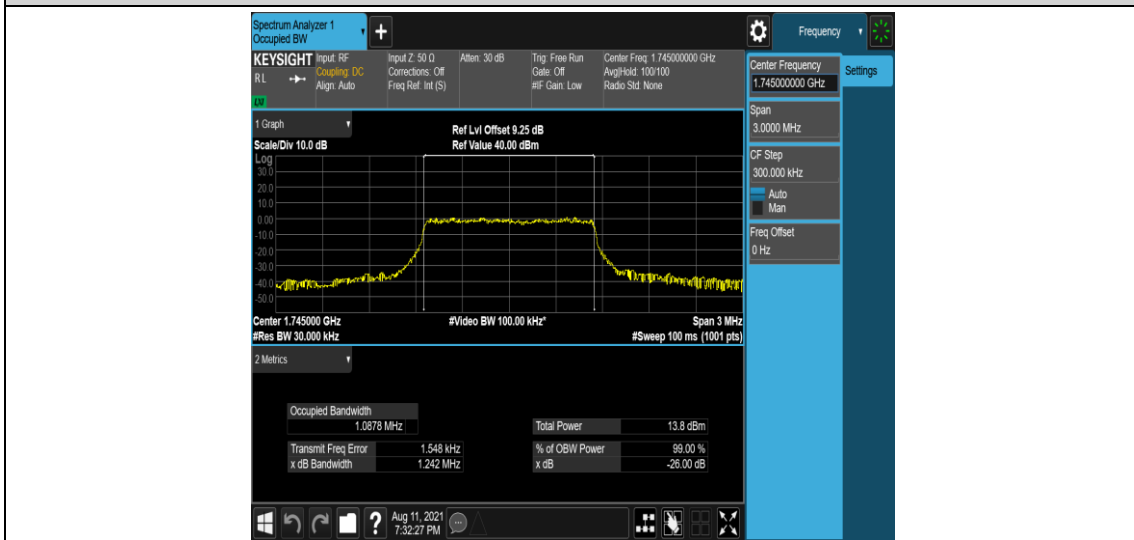 Spectrum Analyzer 1
Occupied BW
Frequency
KEYSIGHT
RL
LXI
Input: RF
Coupling: DC
Align: Auto
Input Z: 50 Ω
Corrections: Off
Freq Ref: Int (S)
Atten: 30 dB
Trig: Free Run
Gate: Off
#IF Gain: Low
Center Freq: 1.745000000 GHz
Avg|Hold: 100/100
Radio Std: None
Center Frequency
1.745000000 GHz
Settings
Span
3.0000 MHz
CF Step
300.000 kHz
Auto
Man
Freq Offset
0 Hz
1 Graph
Ref Lvl Offset 9.25 dB
Scale/Div 10.0 dB
Ref Value 40.00 dBm
Log
30.0
20.0
10.0
0.00
-10.0
-20.0
-30.0
-40.0
-50.0
Center 1.745000 GHz
#Video BW 100.00 kHz*
Span 3 MHz
#Res BW 30.000 kHz
#Sweep 100 ms (1001 pts)
2 Metrics
Occupied Bandwidth
1.0878 MHz
Total Power 13.8 dBm
Transmit Freq Error 1.548 kHz
% of OBW Power 99.00 %
x dB Bandwidth 1.242 MHz
x dB -26.00 dB
?
Aug 11, 2021
7:32:27 PM